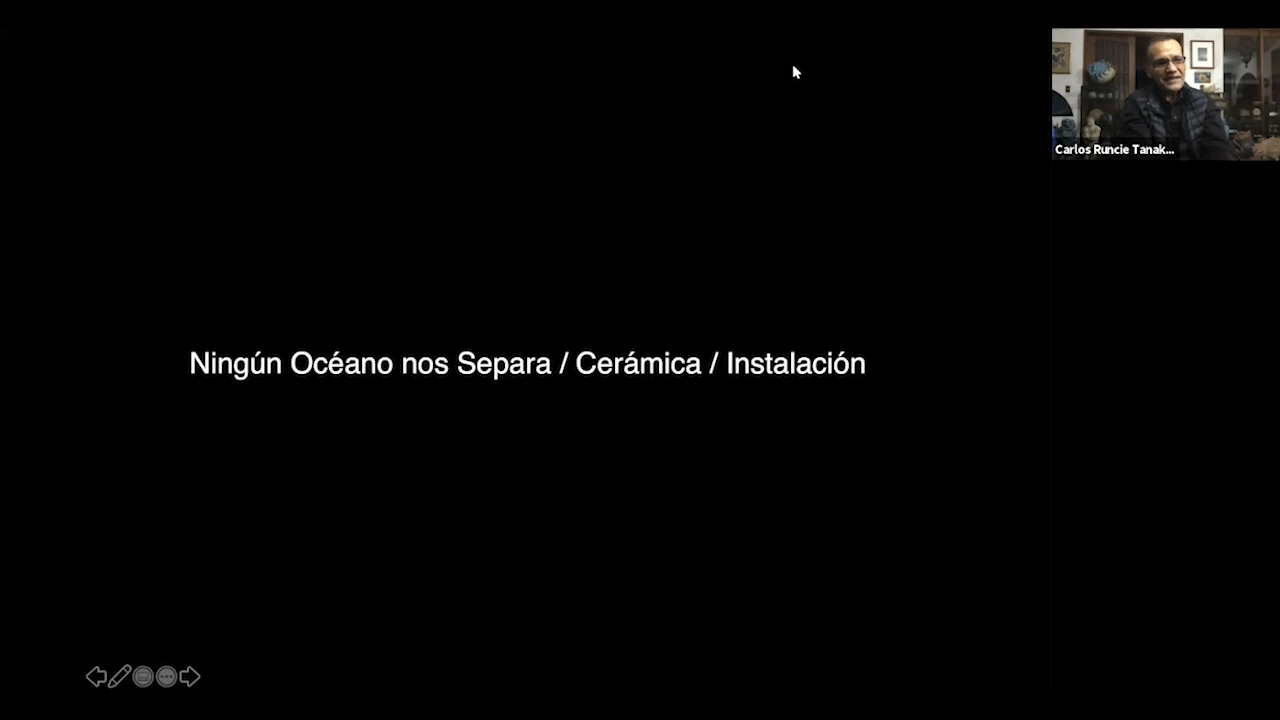 Carlos Runcie Tanak...
Ningún Océano nos Separa / Cerámica / Instalación